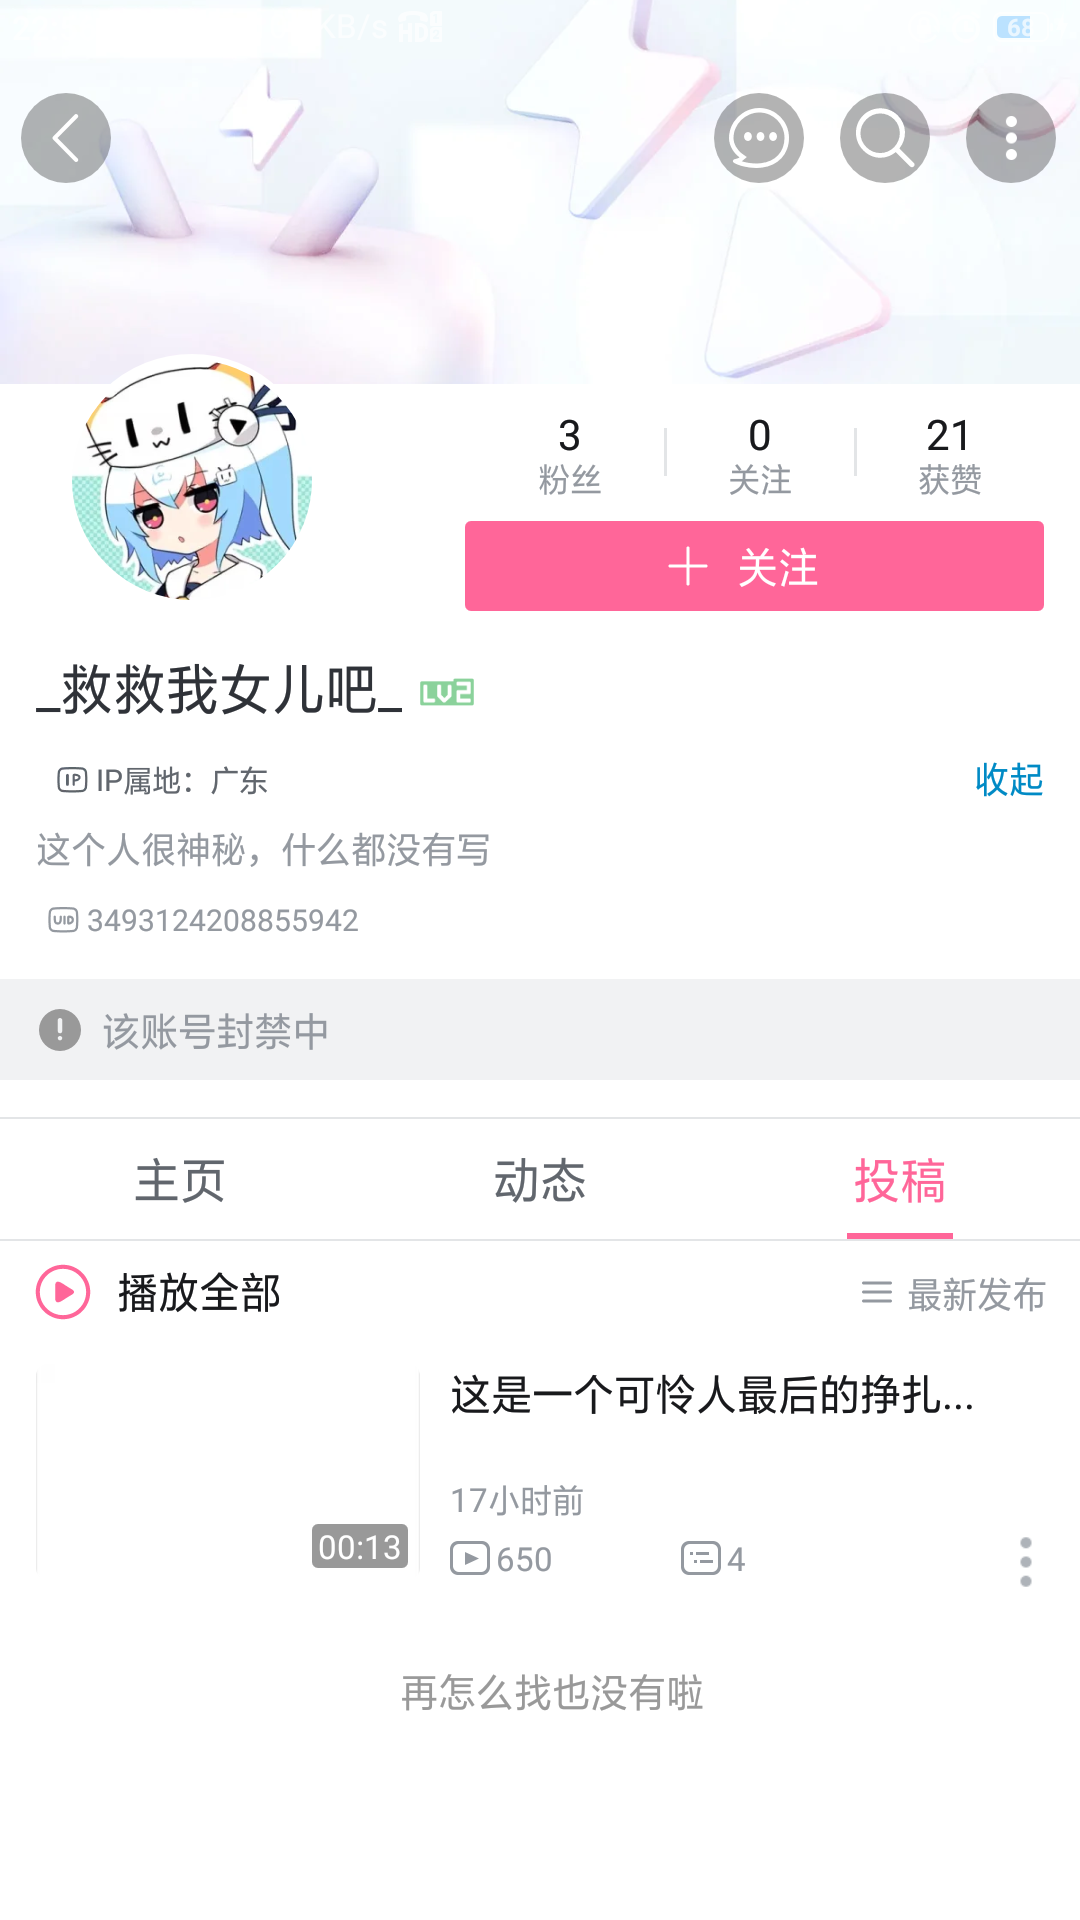 KB/s HD
68
3
0
21
粉丝
关注
获赞
关注
_救救我女儿吧_ LV2
IP IP属地：广东
收起
这个人很神秘，什么都没有写
UID 3493124208855942
该账号封禁中
主页
动态
投稿
播放全部
最新发布
这是一个可怜人最后的挣扎...
17小时前
00:13
650
4
再怎么找也没有啦